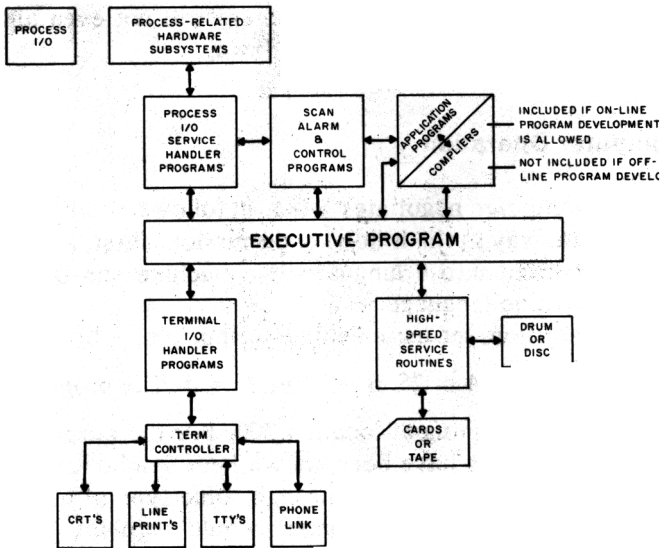 PROCESS
I/O
PROCESS-RELATED
HARDWARE
SUBSYSTEMS
PROCESS
I/O
SERVICE
HANDLER
PROGRAMS
SCAN
ALARM
&
CONTROL
PROGRAMS
APPLICATION
PROGRAMS
COMPLIERS
INCLUDED IF ON-LINE
PROGRAM DEVELOPMENT
IS ALLOWED
NOT INCLUDED IF OFF-
LINE PROGRAM DEVELO
EXECUTIVE PROGRAM
TERMINAL
I/O
HANDLER
PROGRAMS
HIGH-
SPEED
SERVICE
ROUTINES
DRUM
OR
DISC
TERM
CONTROLLER
CARDS
OR
TAPE
CRT'S
LINE
PRINT'S
TTY'S
PHONE
LINK